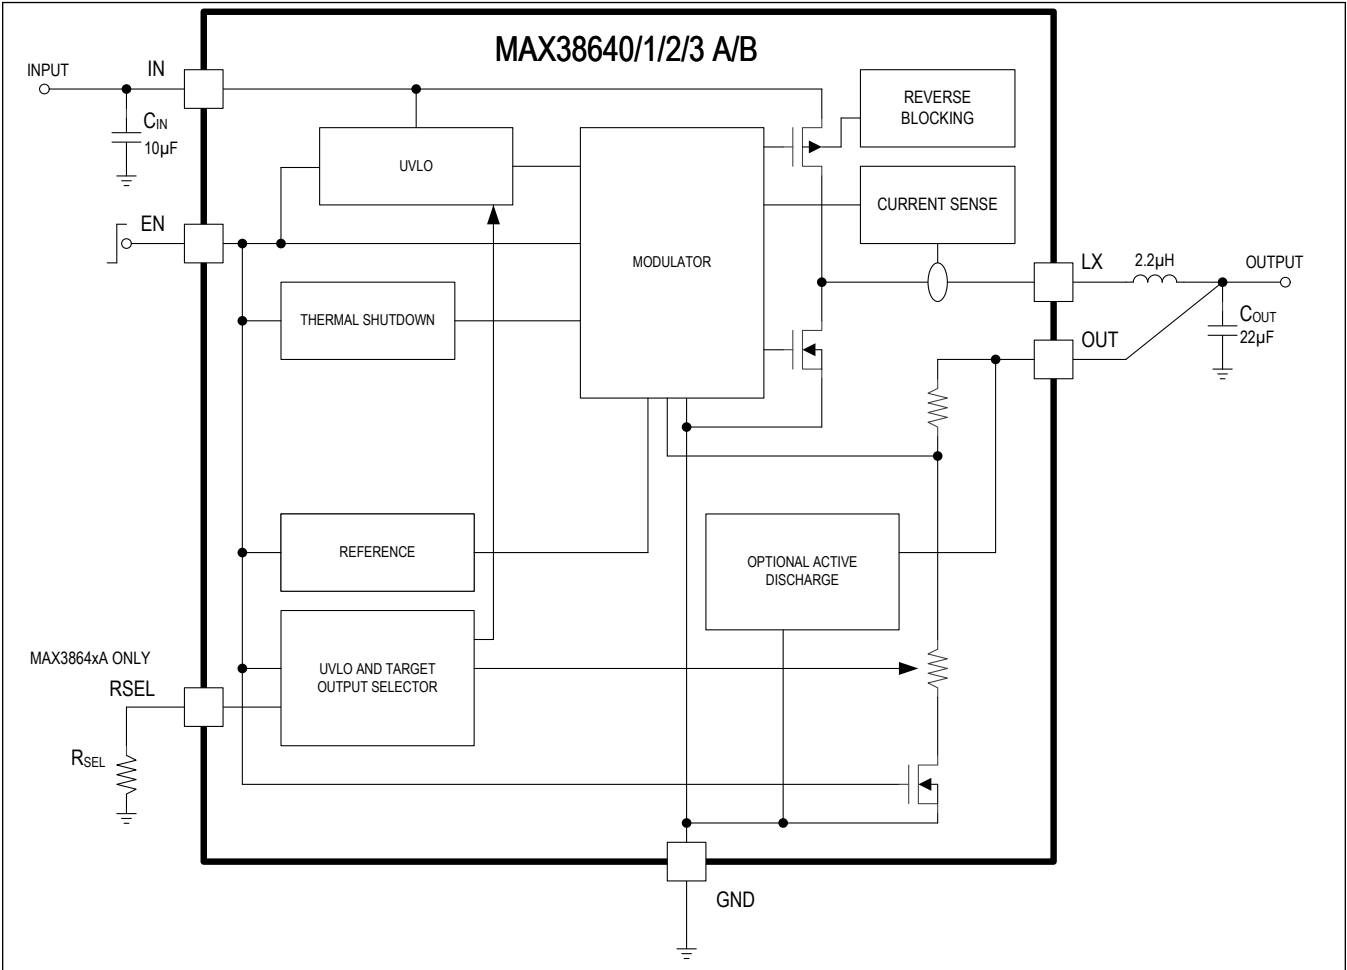 MAX38640/1/2/3 A/B
INPUT
IN
CIN
10µF
REVERSE
BLOCKING
UVLO
CURRENT SENSE
EN
MODULATOR
LX
2.2µH
OUTPUT
THERMAL SHUTDOWN
COUT
22µF
OUT
REFERENCE
OPTIONAL ACTIVE
DISCHARGE
MAX3864xA ONLY
RSEL
UVLO AND TARGET
OUTPUT SELECTOR
RSEL
GND